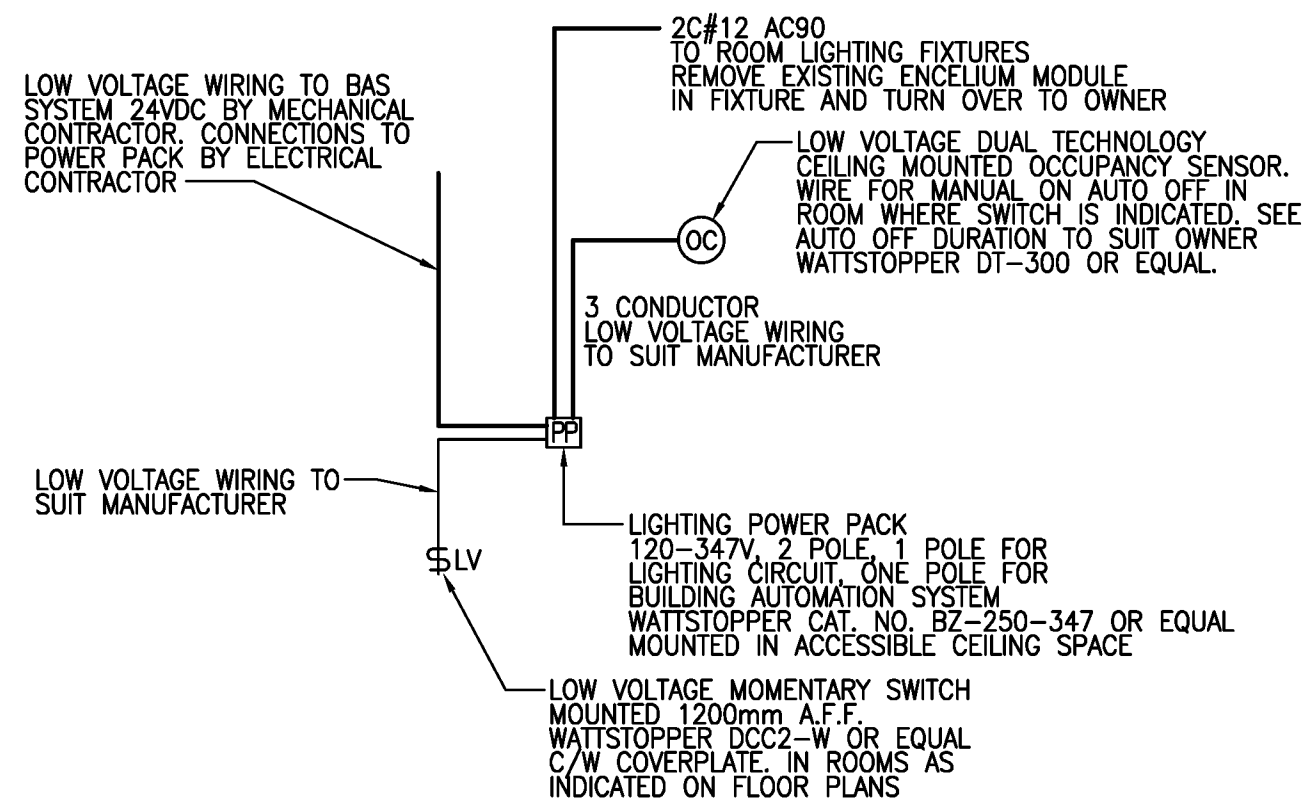 2C#12 AC90
TO ROOM LIGHTING FIXTURES
REMOVE EXISTING ENCELIUM MODULE
IN FIXTURE AND TURN OVER TO OWNER
LOW VOLTAGE WIRING TO BAS
SYSTEM 24VDC BY MECHANICAL
CONTRACTOR. CONNECTIONS TO
POWER PACK BY ELECTRICAL
CONTRACTOR
LOW VOLTAGE DUAL TECHNOLOGY
CEILING MOUNTED OCCUPANCY SENSOR.
WIRE FOR MANUAL ON AUTO OFF IN
ROOM WHERE SWITCH IS INDICATED. SEE
AUTO OFF DURATION TO SUIT OWNER
WATTSTOPPER DT-300 OR EQUAL.
OC
3 CONDUCTOR
LOW VOLTAGE WIRING
TO SUIT MANUFACTURER
PP
LOW VOLTAGE WIRING TO
SUIT MANUFACTURER
$LV
LIGHTING POWER PACK
120-347V, 2 POLE, 1 POLE FOR
LIGHTING CIRCUIT, ONE POLE FOR
BUILDING AUTOMATION SYSTEM
WATTSTOPPER CAT. NO. BZ-250-347 OR EQUAL
MOUNTED IN ACCESSIBLE CEILING SPACE
LOW VOLTAGE MOMENTARY SWITCH
MOUNTED 1200mm A.F.F.
WATTSTOPPER DCC2-W OR EQUAL
C/W COVERPLATE. IN ROOMS AS
INDICATED ON FLOOR PLANS